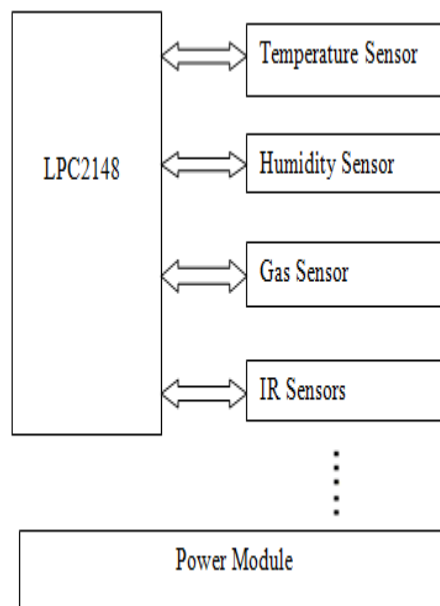 LPC2148
Temperature Sensor
Humidity Sensor
Gas Sensor
IR Sensors
Power Module